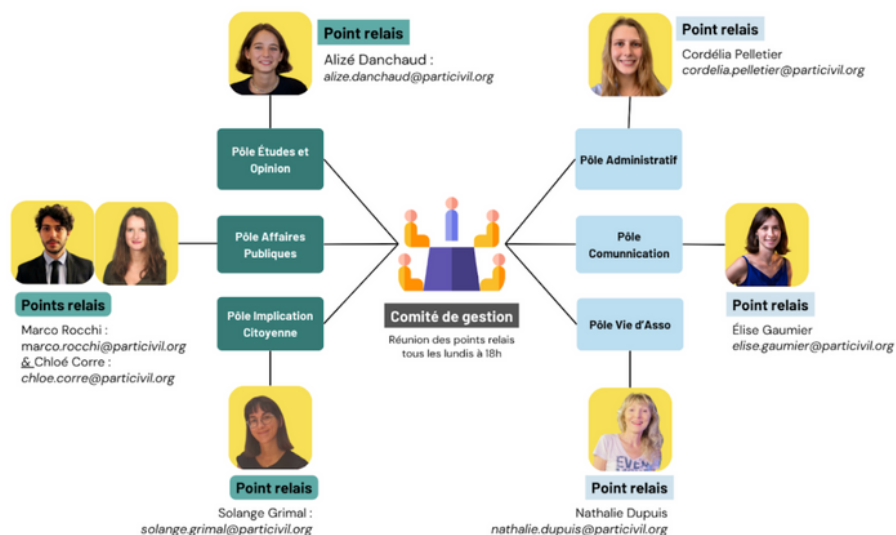 Point relais
Alizé Danchaud :
alize.danchaud@particivil.org
Point relais
Cordélia Pelletier
cordelia.pelletier@particivil.org
Pôle Études et
Opinion
Pôle Administratif
Pôle Affaires
Publiques
Pôle
Comunnication
Points relais
Marco Rocchi :
marco.rocchi@particivil.org
& Chloé Corre :
chloe.corre@particivil.org
Pôle Implication
Citoyenne
Comité de gestion
Réunion des points relais
tous les lundis à 18h
Pôle Vie d'Asso
Point relais
Élise Gaumier
elise.gaumier@particivil.org
Point relais
Solange Grimal :
solange.grimal@particivil.org
EVEN
Point relais
Nathalie Dupuis
nathalie.dupuis@particivil.org